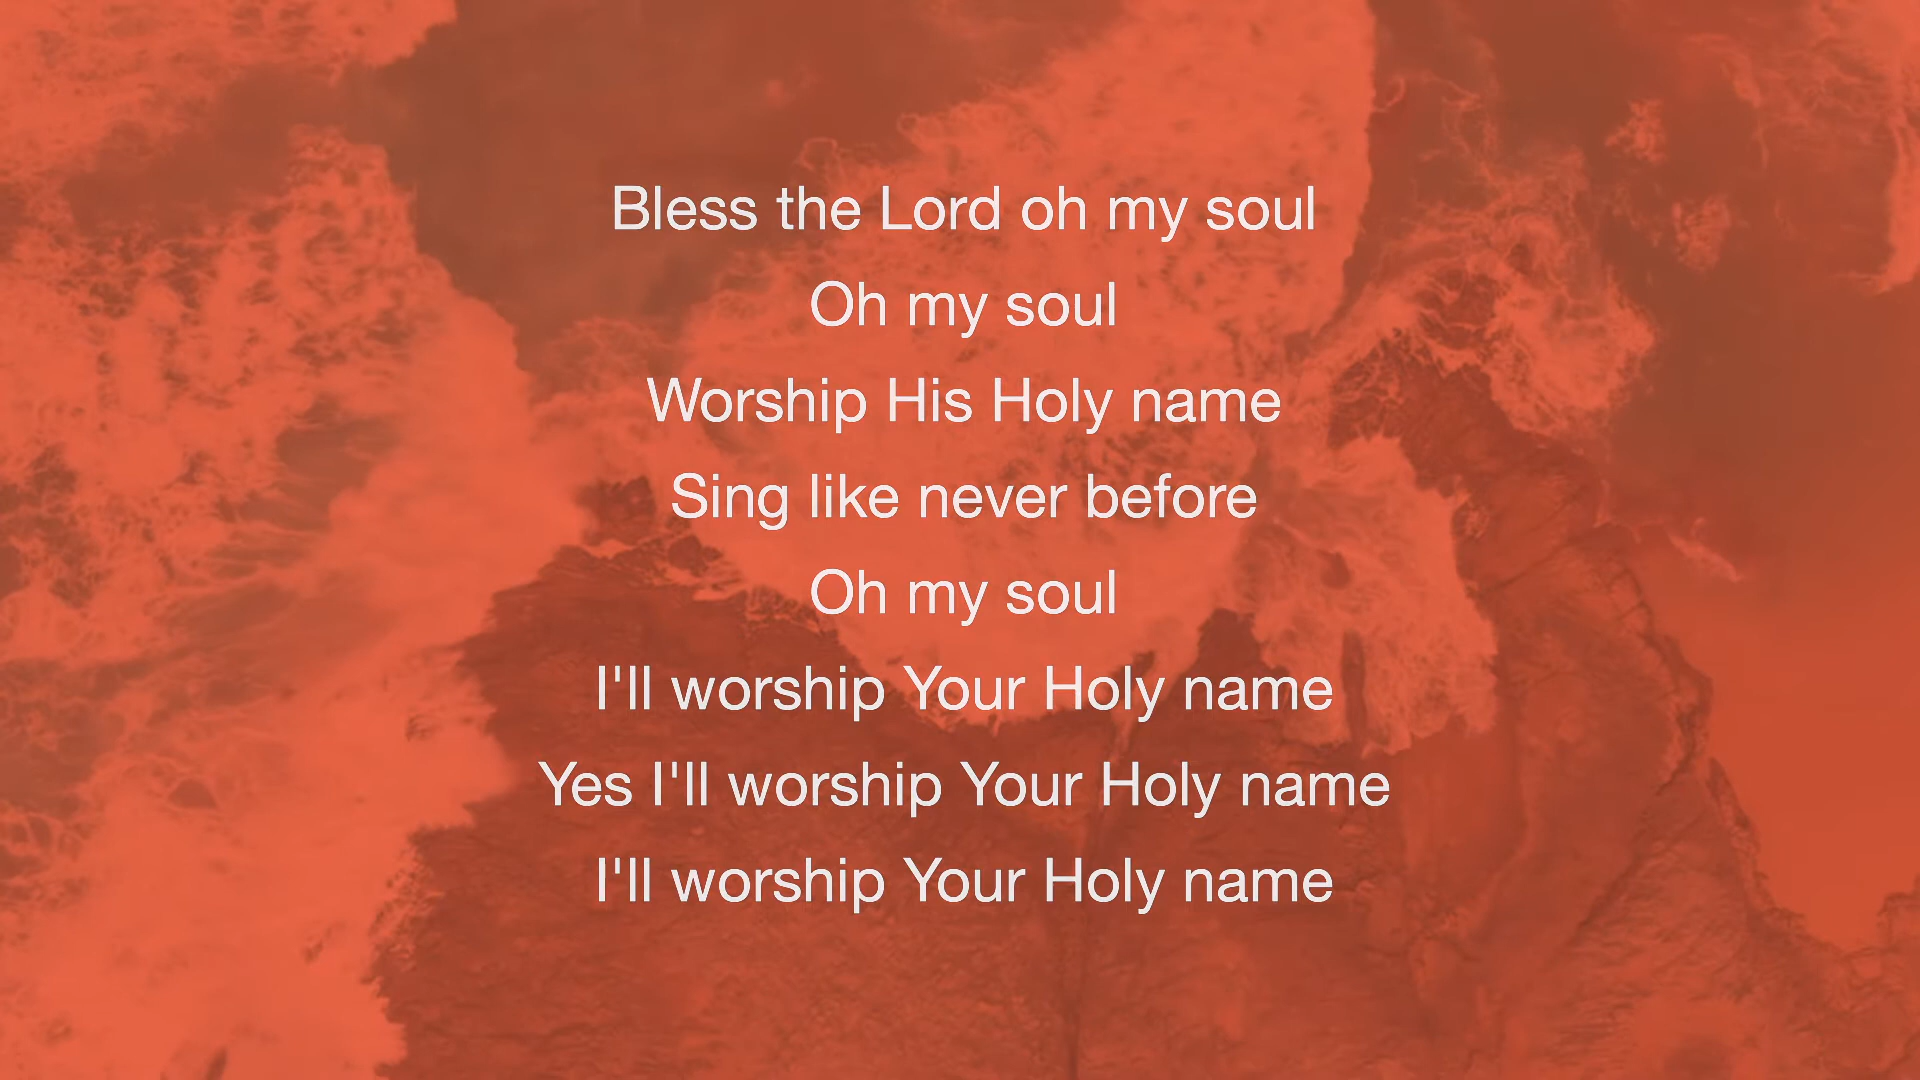 Bless the Lord oh my soul
Oh my soul
Worship His Holy name
Sing like never before
Oh my soul
I'll worship Your Holy name
Yes I'll worship Your Holy name
I'll worship Your Holy name